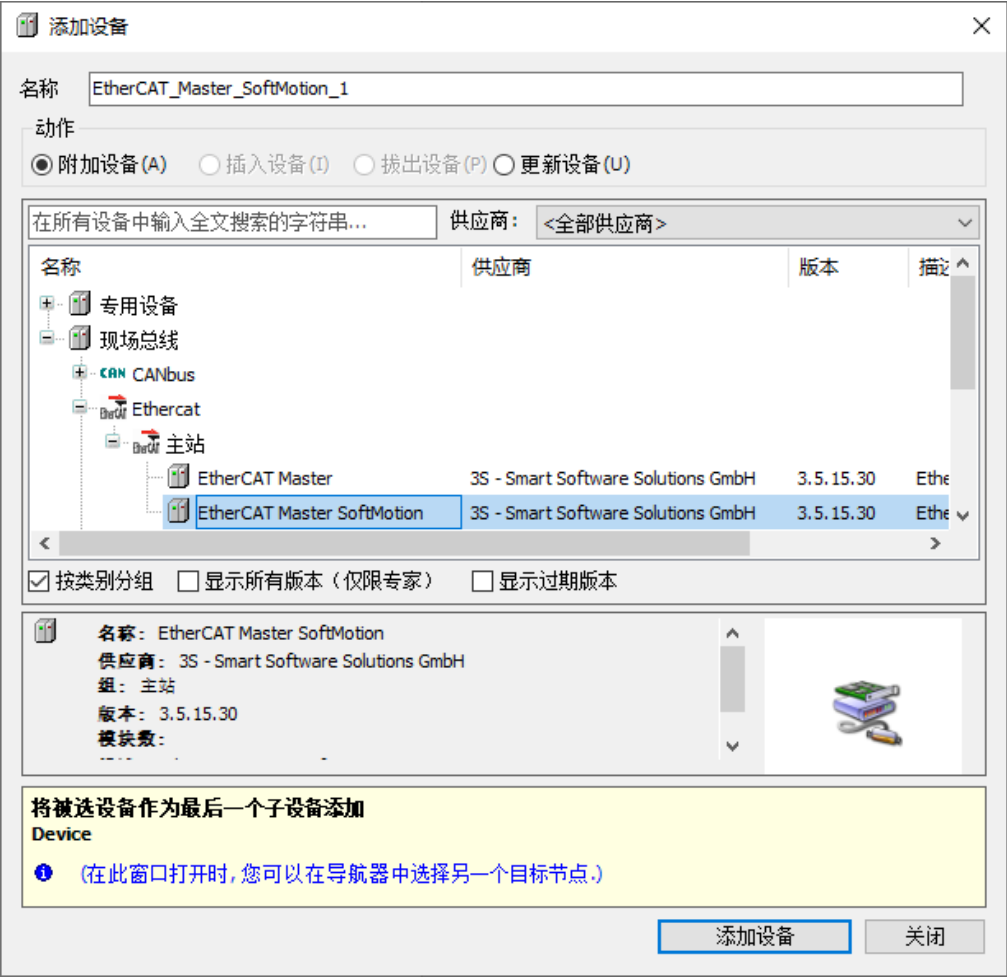 添加设备
名称 EtherCAT_Master_SoftMotion_1
动作
附加设备(A) 插入设备(I) 拔出设备(P) 更新设备(U)
在所有设备中输入全文搜索的字符串... 供应商: <全部供应商>
名称 供应商 版本 描述
专用设备
现场总线
CAN CANbus
EtherCAT Ethercat
EtherCAT 主站
EtherCAT Master 3S - Smart Software Solutions GmbH 3.5.15.30 Ethe
EtherCAT Master SoftMotion 3S - Smart Software Solutions GmbH 3.5.15.30 Ethe
按类别分组 显示所有版本（仅限专家） 显示过期版本
名称: EtherCAT Master SoftMotion
供应商: 3S - Smart Software Solutions GmbH
组: 主站
版本: 3.5.15.30
模块数:
将被选设备作为最后一个子设备添加
Device
(在此窗口打开时, 您可以在导航器中选择另一个目标节点.)
添加设备 关闭